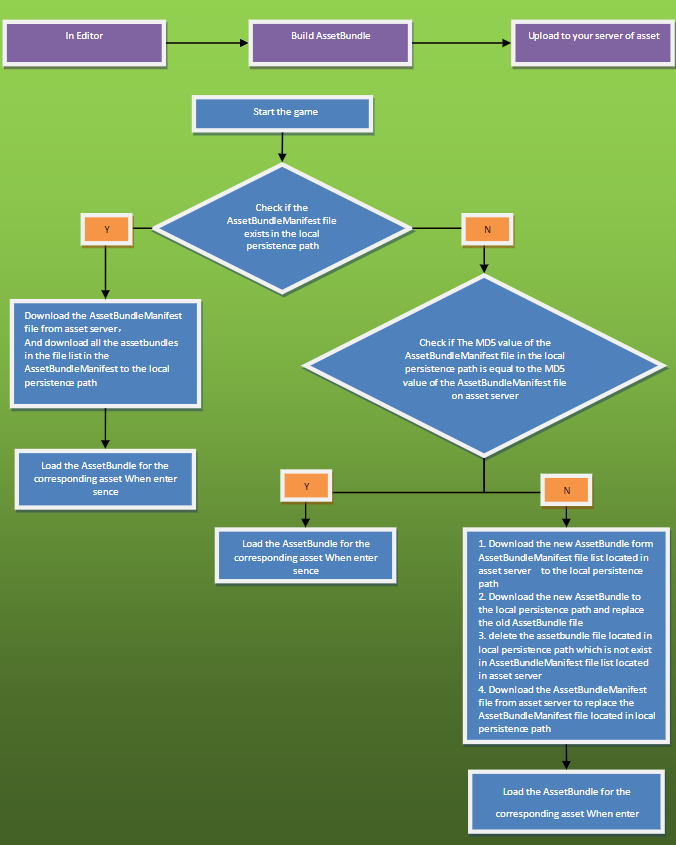 In Editor
Build AssetBundle
Upload to your server of asset
Start the game
Check if the
AssetBundleManifest file
exists in the local
persistence path
Y
N
Download the AssetBundleManifest
file from asset server，
And download all the assetbundles
in the file list in the
AssetBundleManifest to the local
persistence path
Check if The MD5 value of the
AssetBundleManifest file in the local
persistence path is equal to the MD5
value of the AssetBundleManifest file
on asset server
Load the AssetBundle for the
corresponding asset When enter
sence
Y
N
Load the AssetBundle for the
corresponding asset When enter
sence
1. Download the new AssetBundle form
AssetBundleManifest file list located in
asset server to the local persistence
path
2. Download the new AssetBundle to
the local persistence path and replace
the old AssetBundle file
3. delete the assetbundle file located in
local persistence path which is not exist
in AssetBundleManifest file list located
in asset server
4. Download the AssetBundleManifest
file from asset server to replace the
AssetBundleManifest file located in local
persistence path
Load the AssetBundle for the
corresponding asset When enter